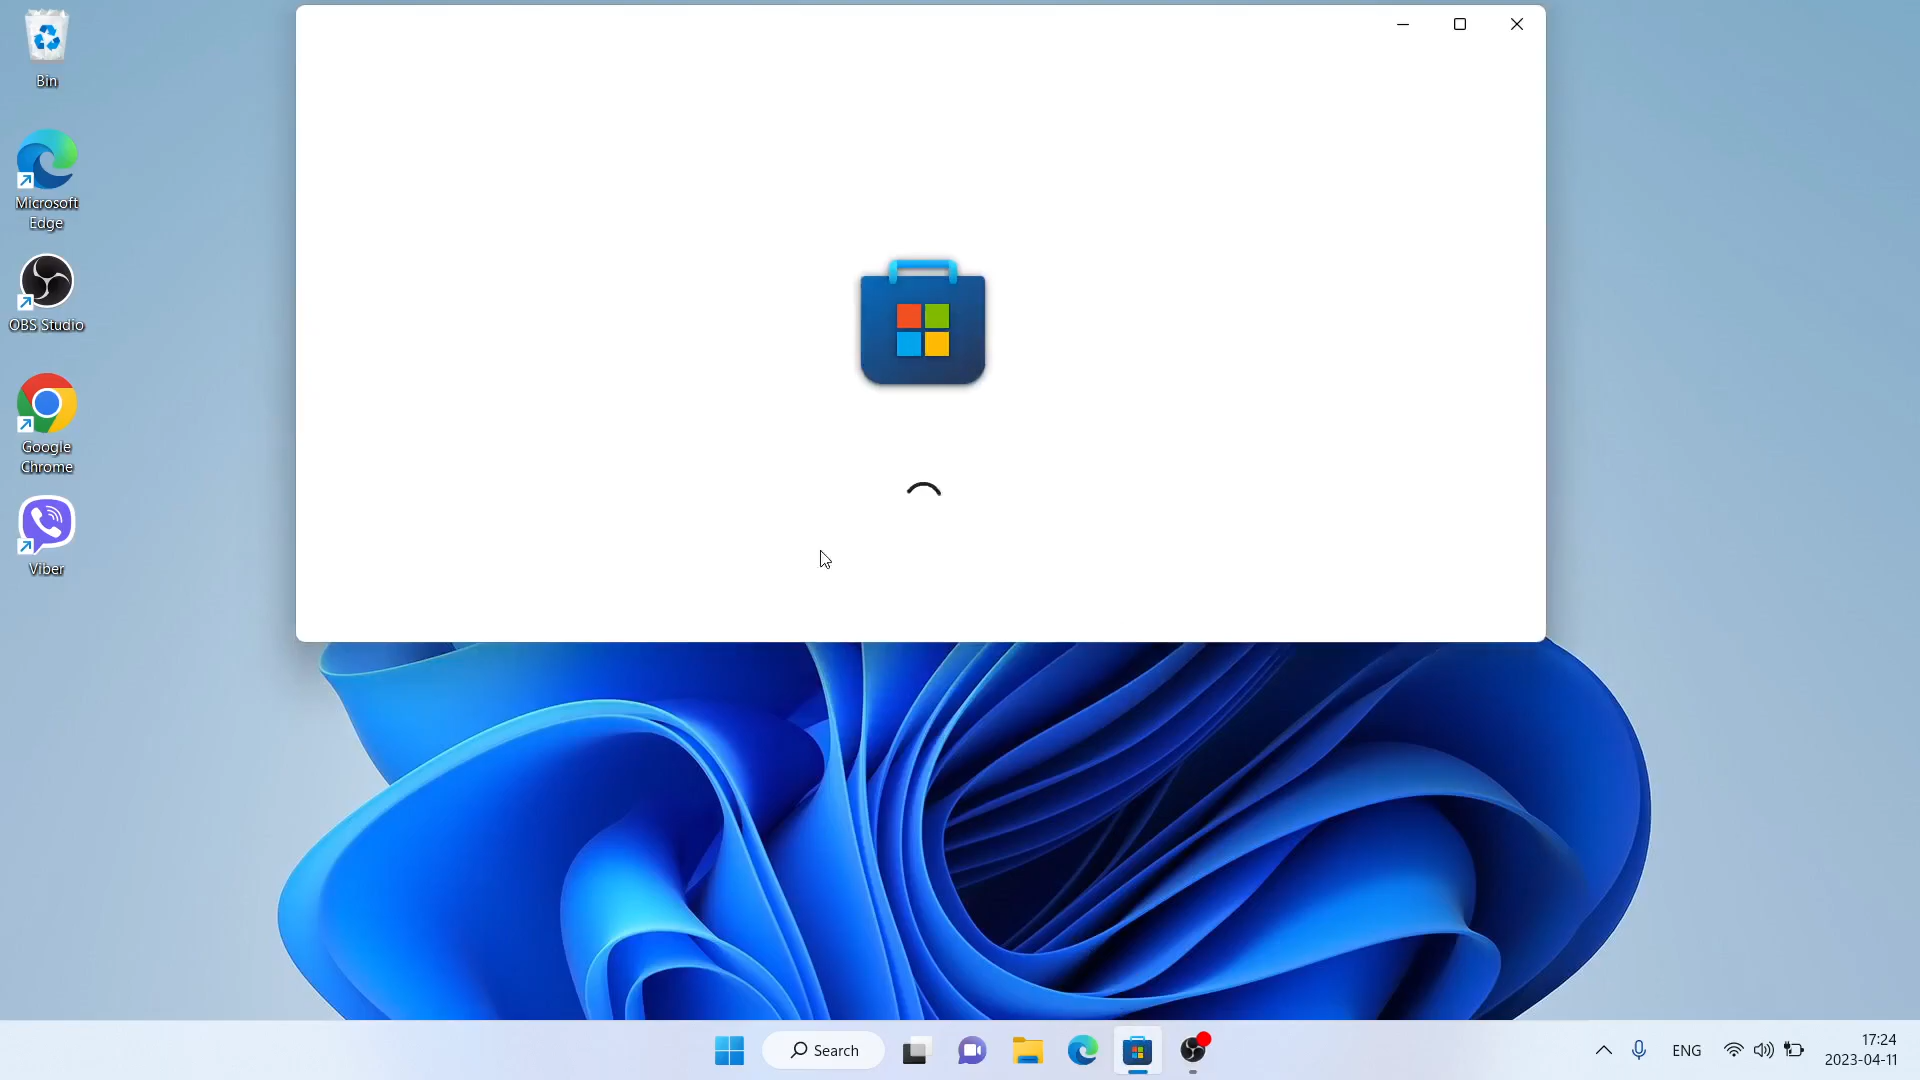 Bin
Microsoft
Edge
OBS Studio
Google
Chrome
Viber
Search
ENG
17:24
2023-04-11